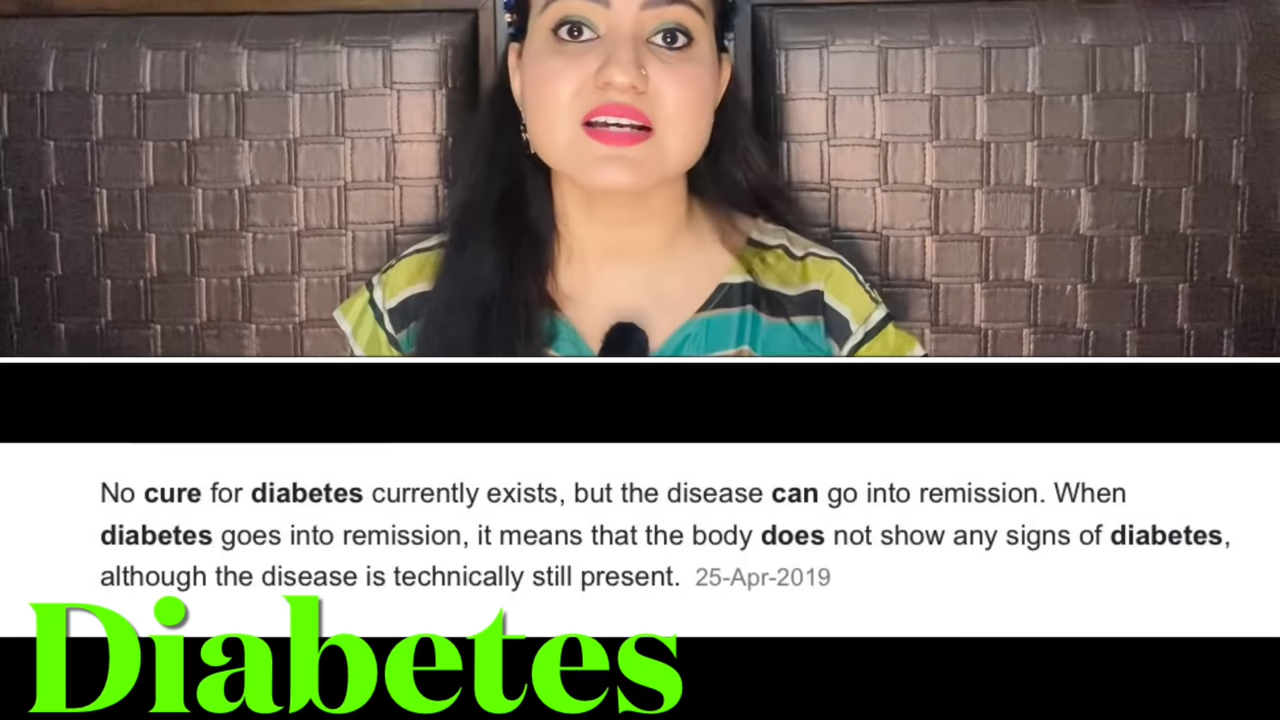 No cure for diabetes currently exists, but the disease can go into remission. When
diabetes goes into remission, it means that the body does not show any signs of diabetes,
although the disease is technically still present. 25-Apr-2019
Diabetes